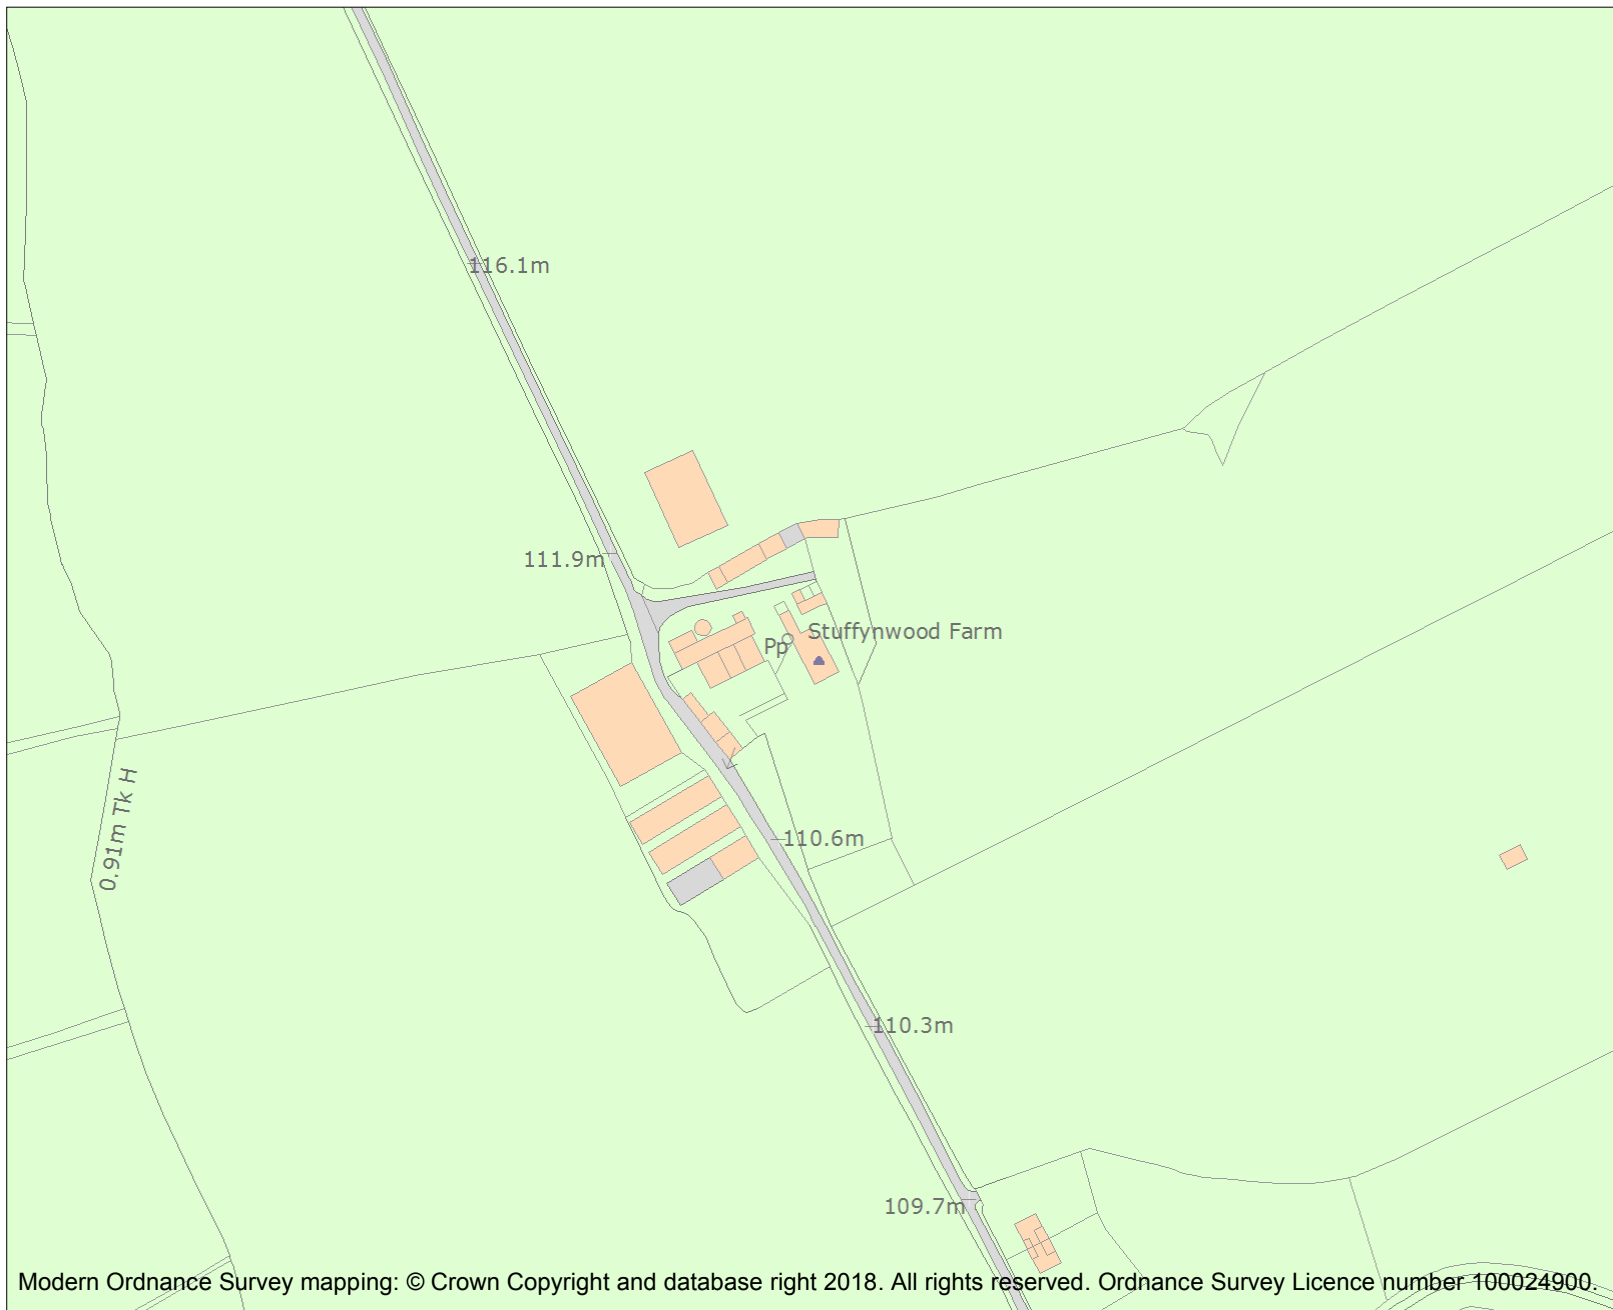 116.1m
111.9m
Stuffynwood Farm
Pp
0.91m Tk H
110.6m
110.3m
109.7m
Modern Ordnance Survey mapping: © Crown Copyright and database right 2018. All rights reserved. Ordnance Survey Licence number 100024900.